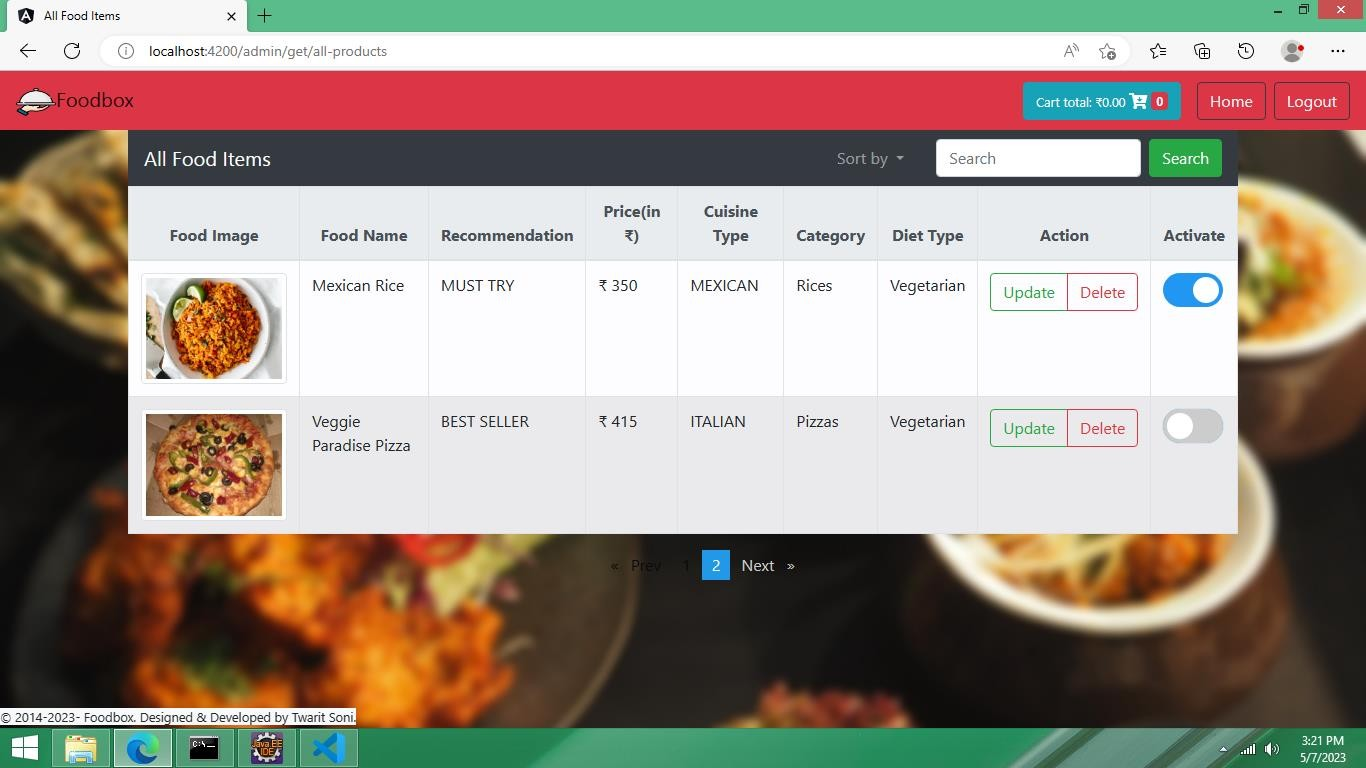 All Food Items
localhost:4200/admin/get/all-products
Foodbox
Cart total: ₹0.00 0
Home
Logout
All Food Items
Sort by
Search
Search
Food Image
Food Name
Recommendation
Price(in
₹)
Cuisine
Type
Category
Diet Type
Action
Activate
Mexican Rice
MUST TRY
₹ 350
MEXICAN
Rices
Vegetarian
Update
Delete
Veggie
Paradise Pizza
BEST SELLER
₹ 415
ITALIAN
Pizzas
Vegetarian
Update
Delete
« Prev 1 2 Next »
© 2014-2023- Foodbox. Designed & Developed by Twarit Soni.
C:\_
Java EE
IDE
3:21 PM
5/7/2023